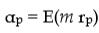 αp = E(m rp)